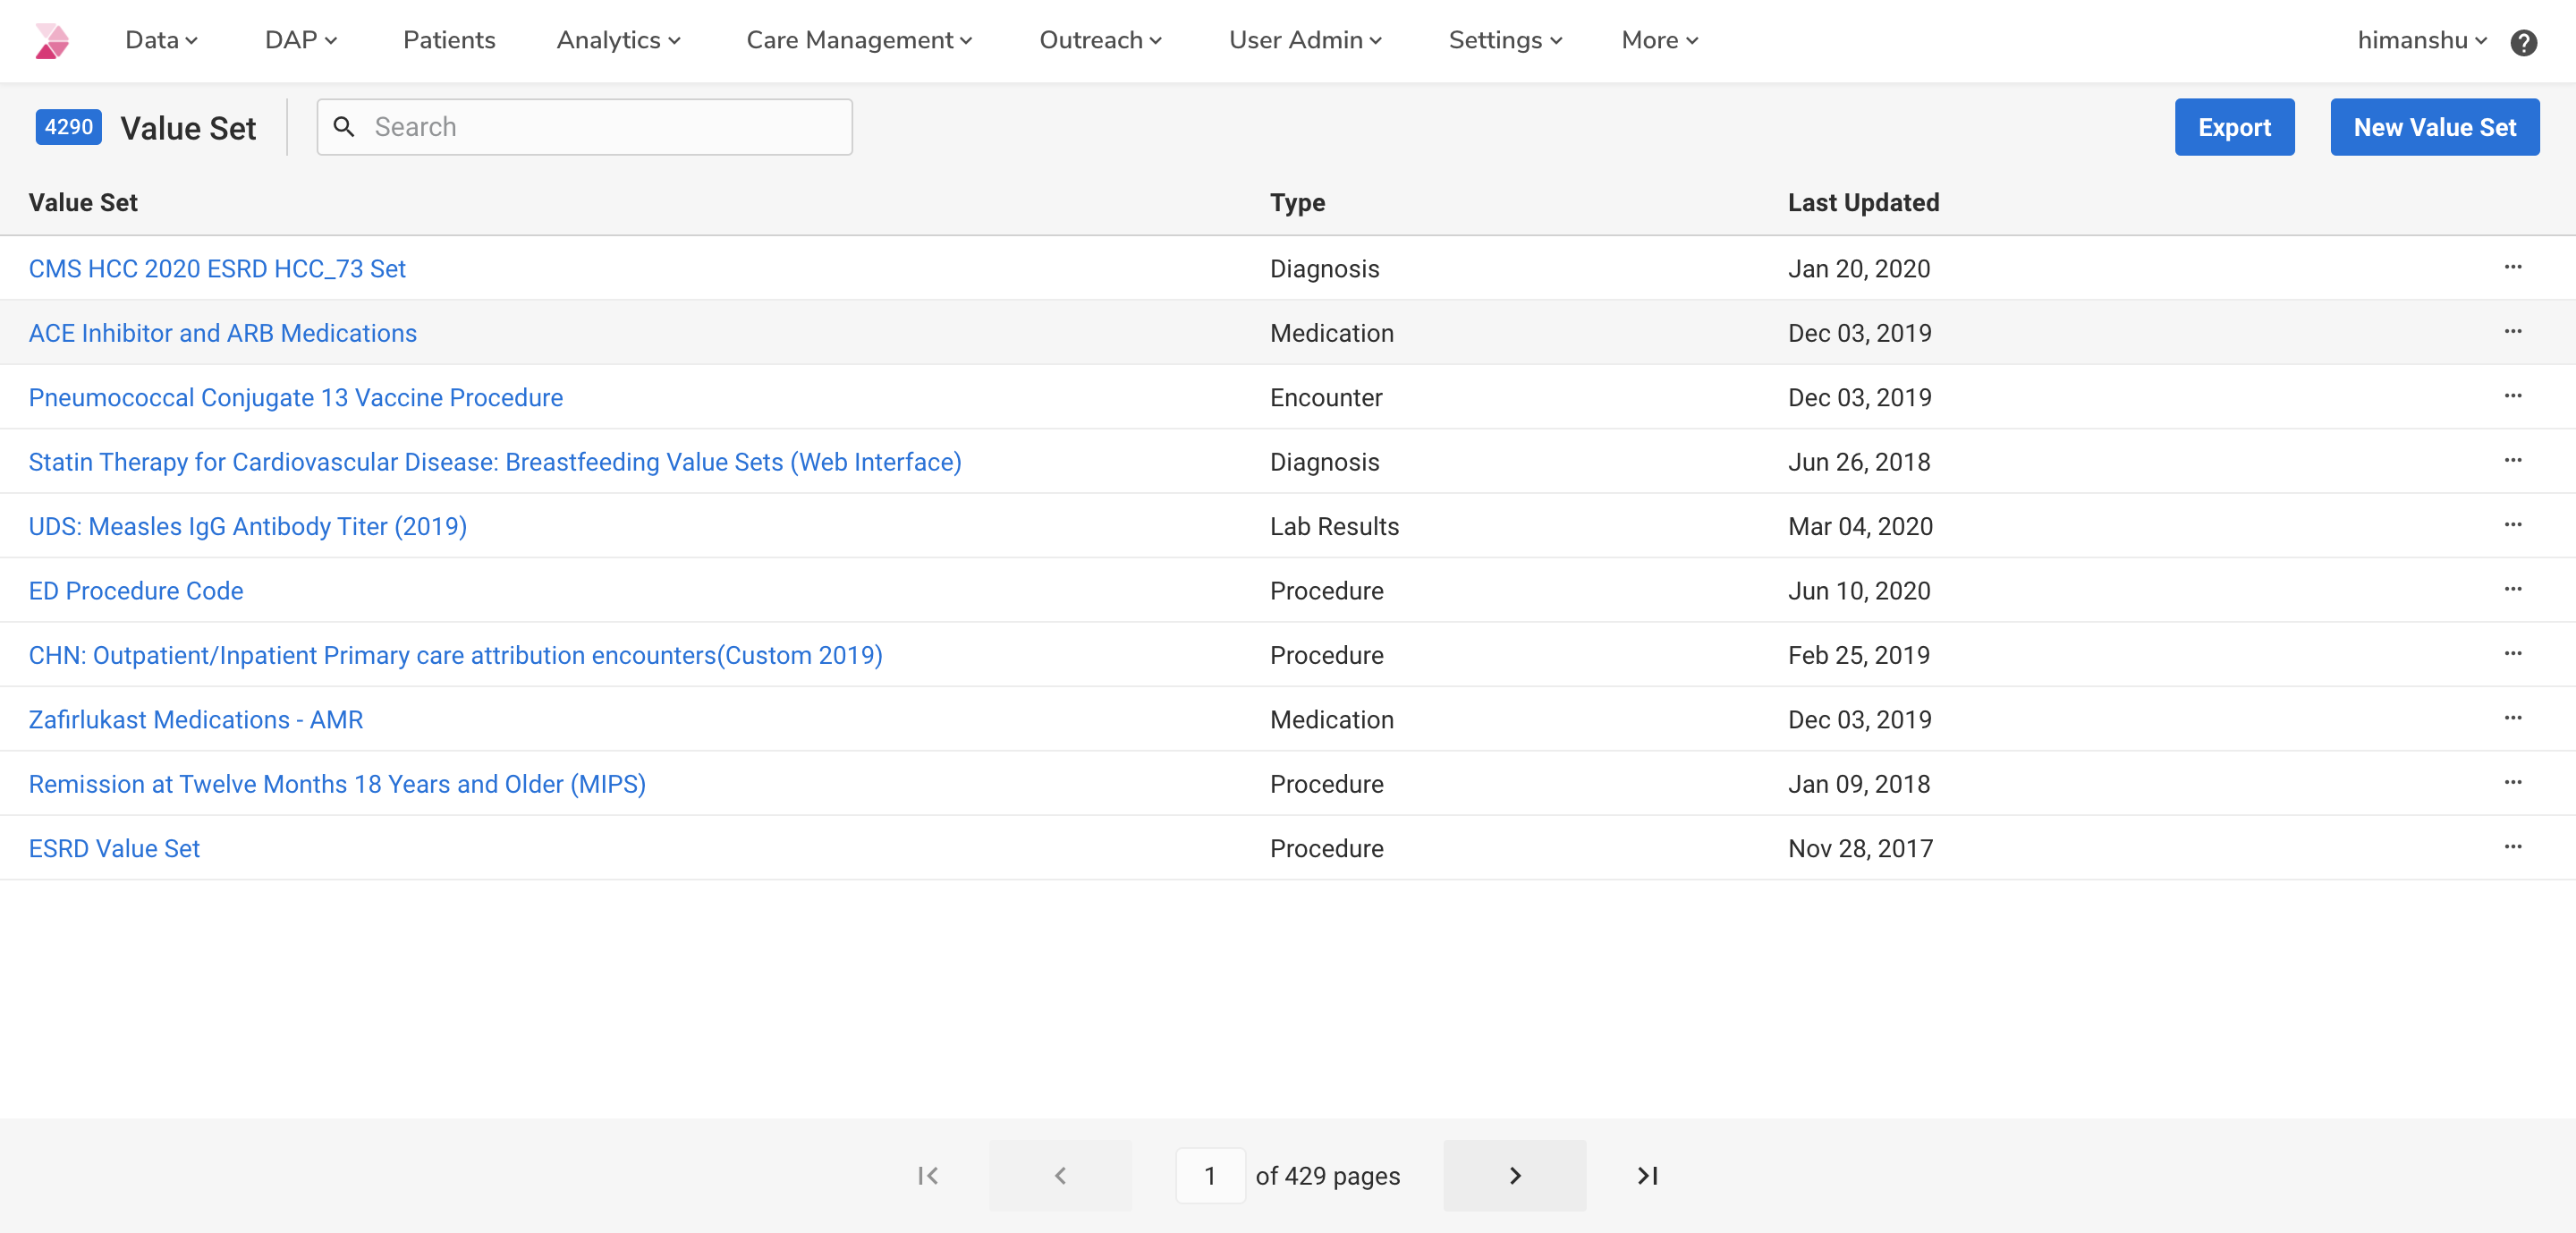 Data DAP Patients Analytics Care Management Outreach User Admin Settings More himanshu ?
4290 Value Set Search Export New Value Set
Value Set Type Last Updated
CMS HCC 2020 ESRD HCC_73 Set Diagnosis Jan 20, 2020 ...
ACE Inhibitor and ARB Medications Medication Dec 03, 2019 ...
Pneumococcal Conjugate 13 Vaccine Procedure Encounter Dec 03, 2019 ...
Statin Therapy for Cardiovascular Disease: Breastfeeding Value Sets (Web Interface) Diagnosis Jun 26, 2018 ...
UDS: Measles IgG Antibody Titer (2019) Lab Results Mar 04, 2020 ...
ED Procedure Code Procedure Jun 10, 2020 ...
CHN: Outpatient/Inpatient Primary care attribution encounters(Custom 2019) Procedure Feb 25, 2019 ...
Zafirlukast Medications - AMR Medication Dec 03, 2019 ...
Remission at Twelve Months 18 Years and Older (MIPS) Procedure Jan 09, 2018 ...
ESRD Value Set Procedure Nov 28, 2017 ...
1 of 429 pages